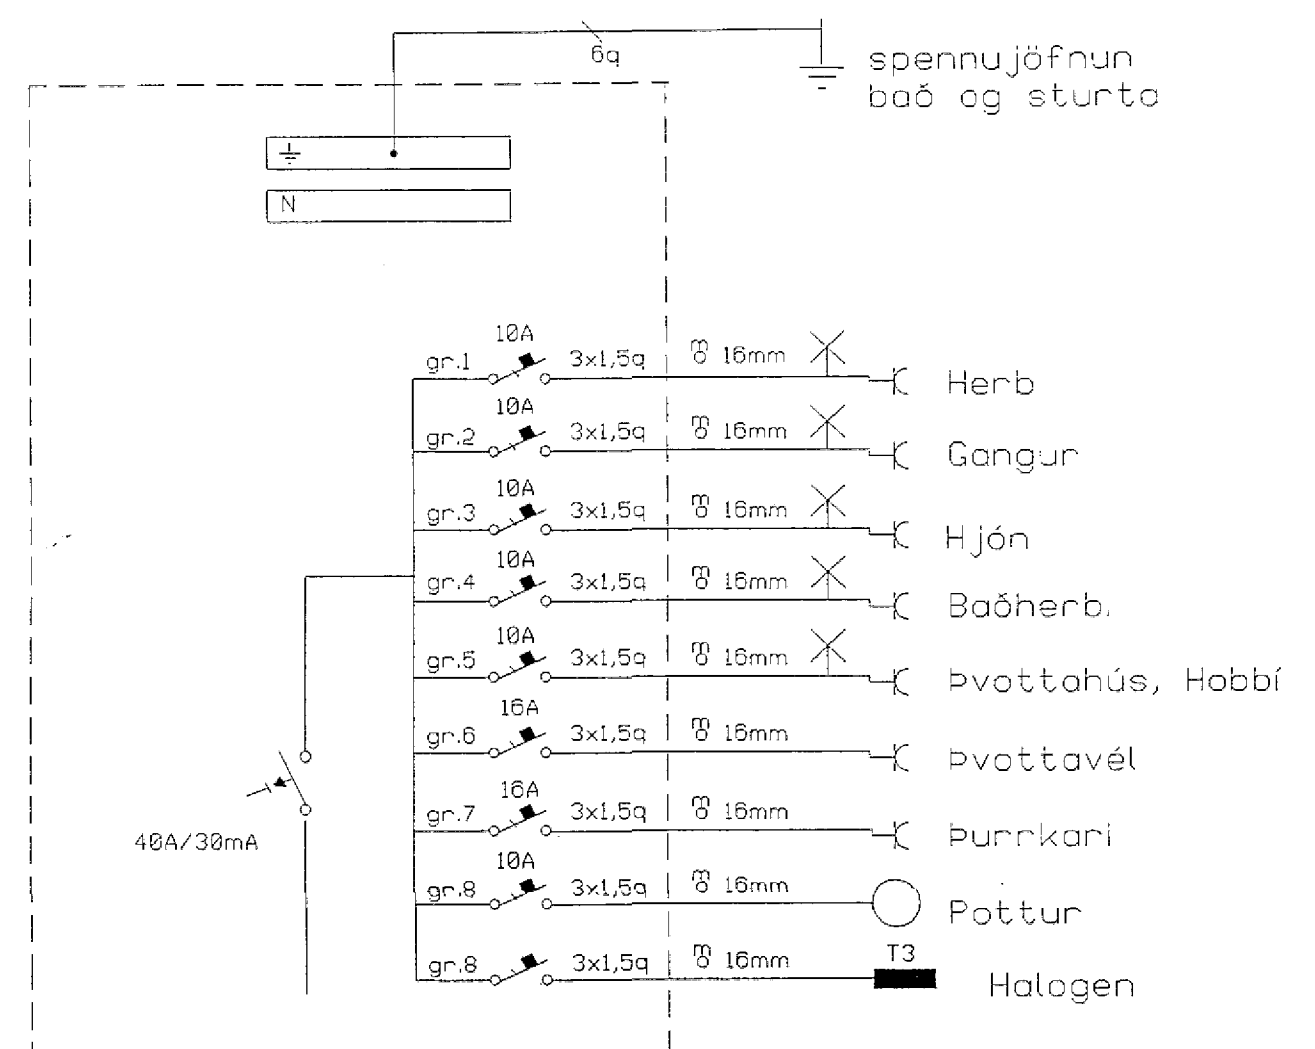 6q
spennujöfnun
bað og sturta
N
10A
gr.1 3x1,5q 16mm Herb
10A
gr.2 3x1,5q 16mm Gangur
10A
gr.3 3x1,5q 16mm Hjón
10A
gr.4 3x1,5q 16mm Baðherb.
10A
gr.5 3x1,5q 16mm Þvottahús, Hobbí
16A
gr.6 3x1,5q 16mm Þvottavél
16A
gr.7 3x1,5q 16mm Þurrkari
40A/30mA
10A
gr.8 3x1,5q 16mm Pottur
T3
gr.8 3x1,5q 16mm Halogen